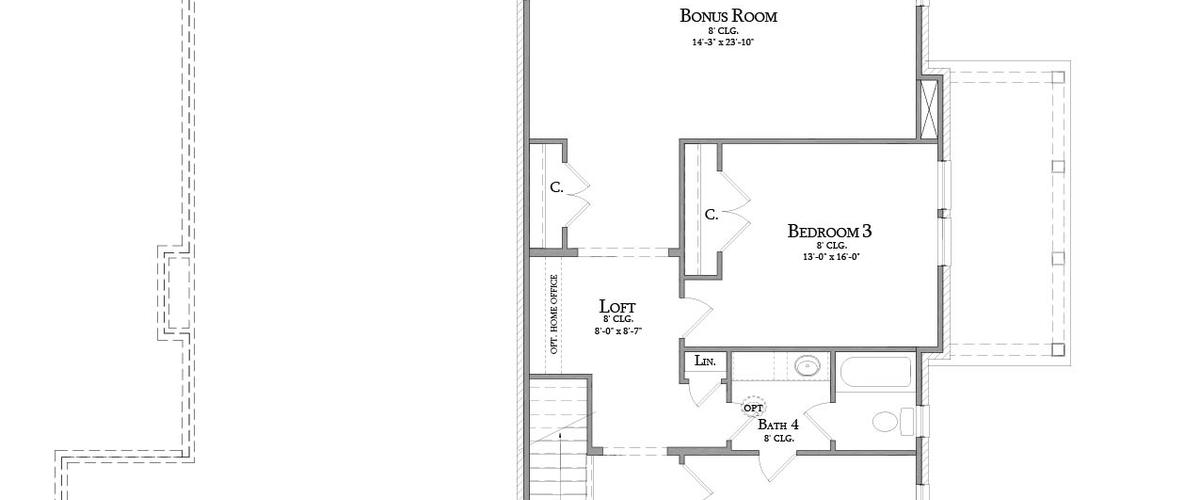 BONUS ROOM
8' CLG.
14'-3" x 23'-10"
C.
C.
BEDROOM 3
8' CLG.
13'-0" x 16'-0"
OPT. HOME OFFICE
LOFT
8' CLG.
8'-0" x 8'-7"
LIN.
OPT
BATH 4
8' CLG.